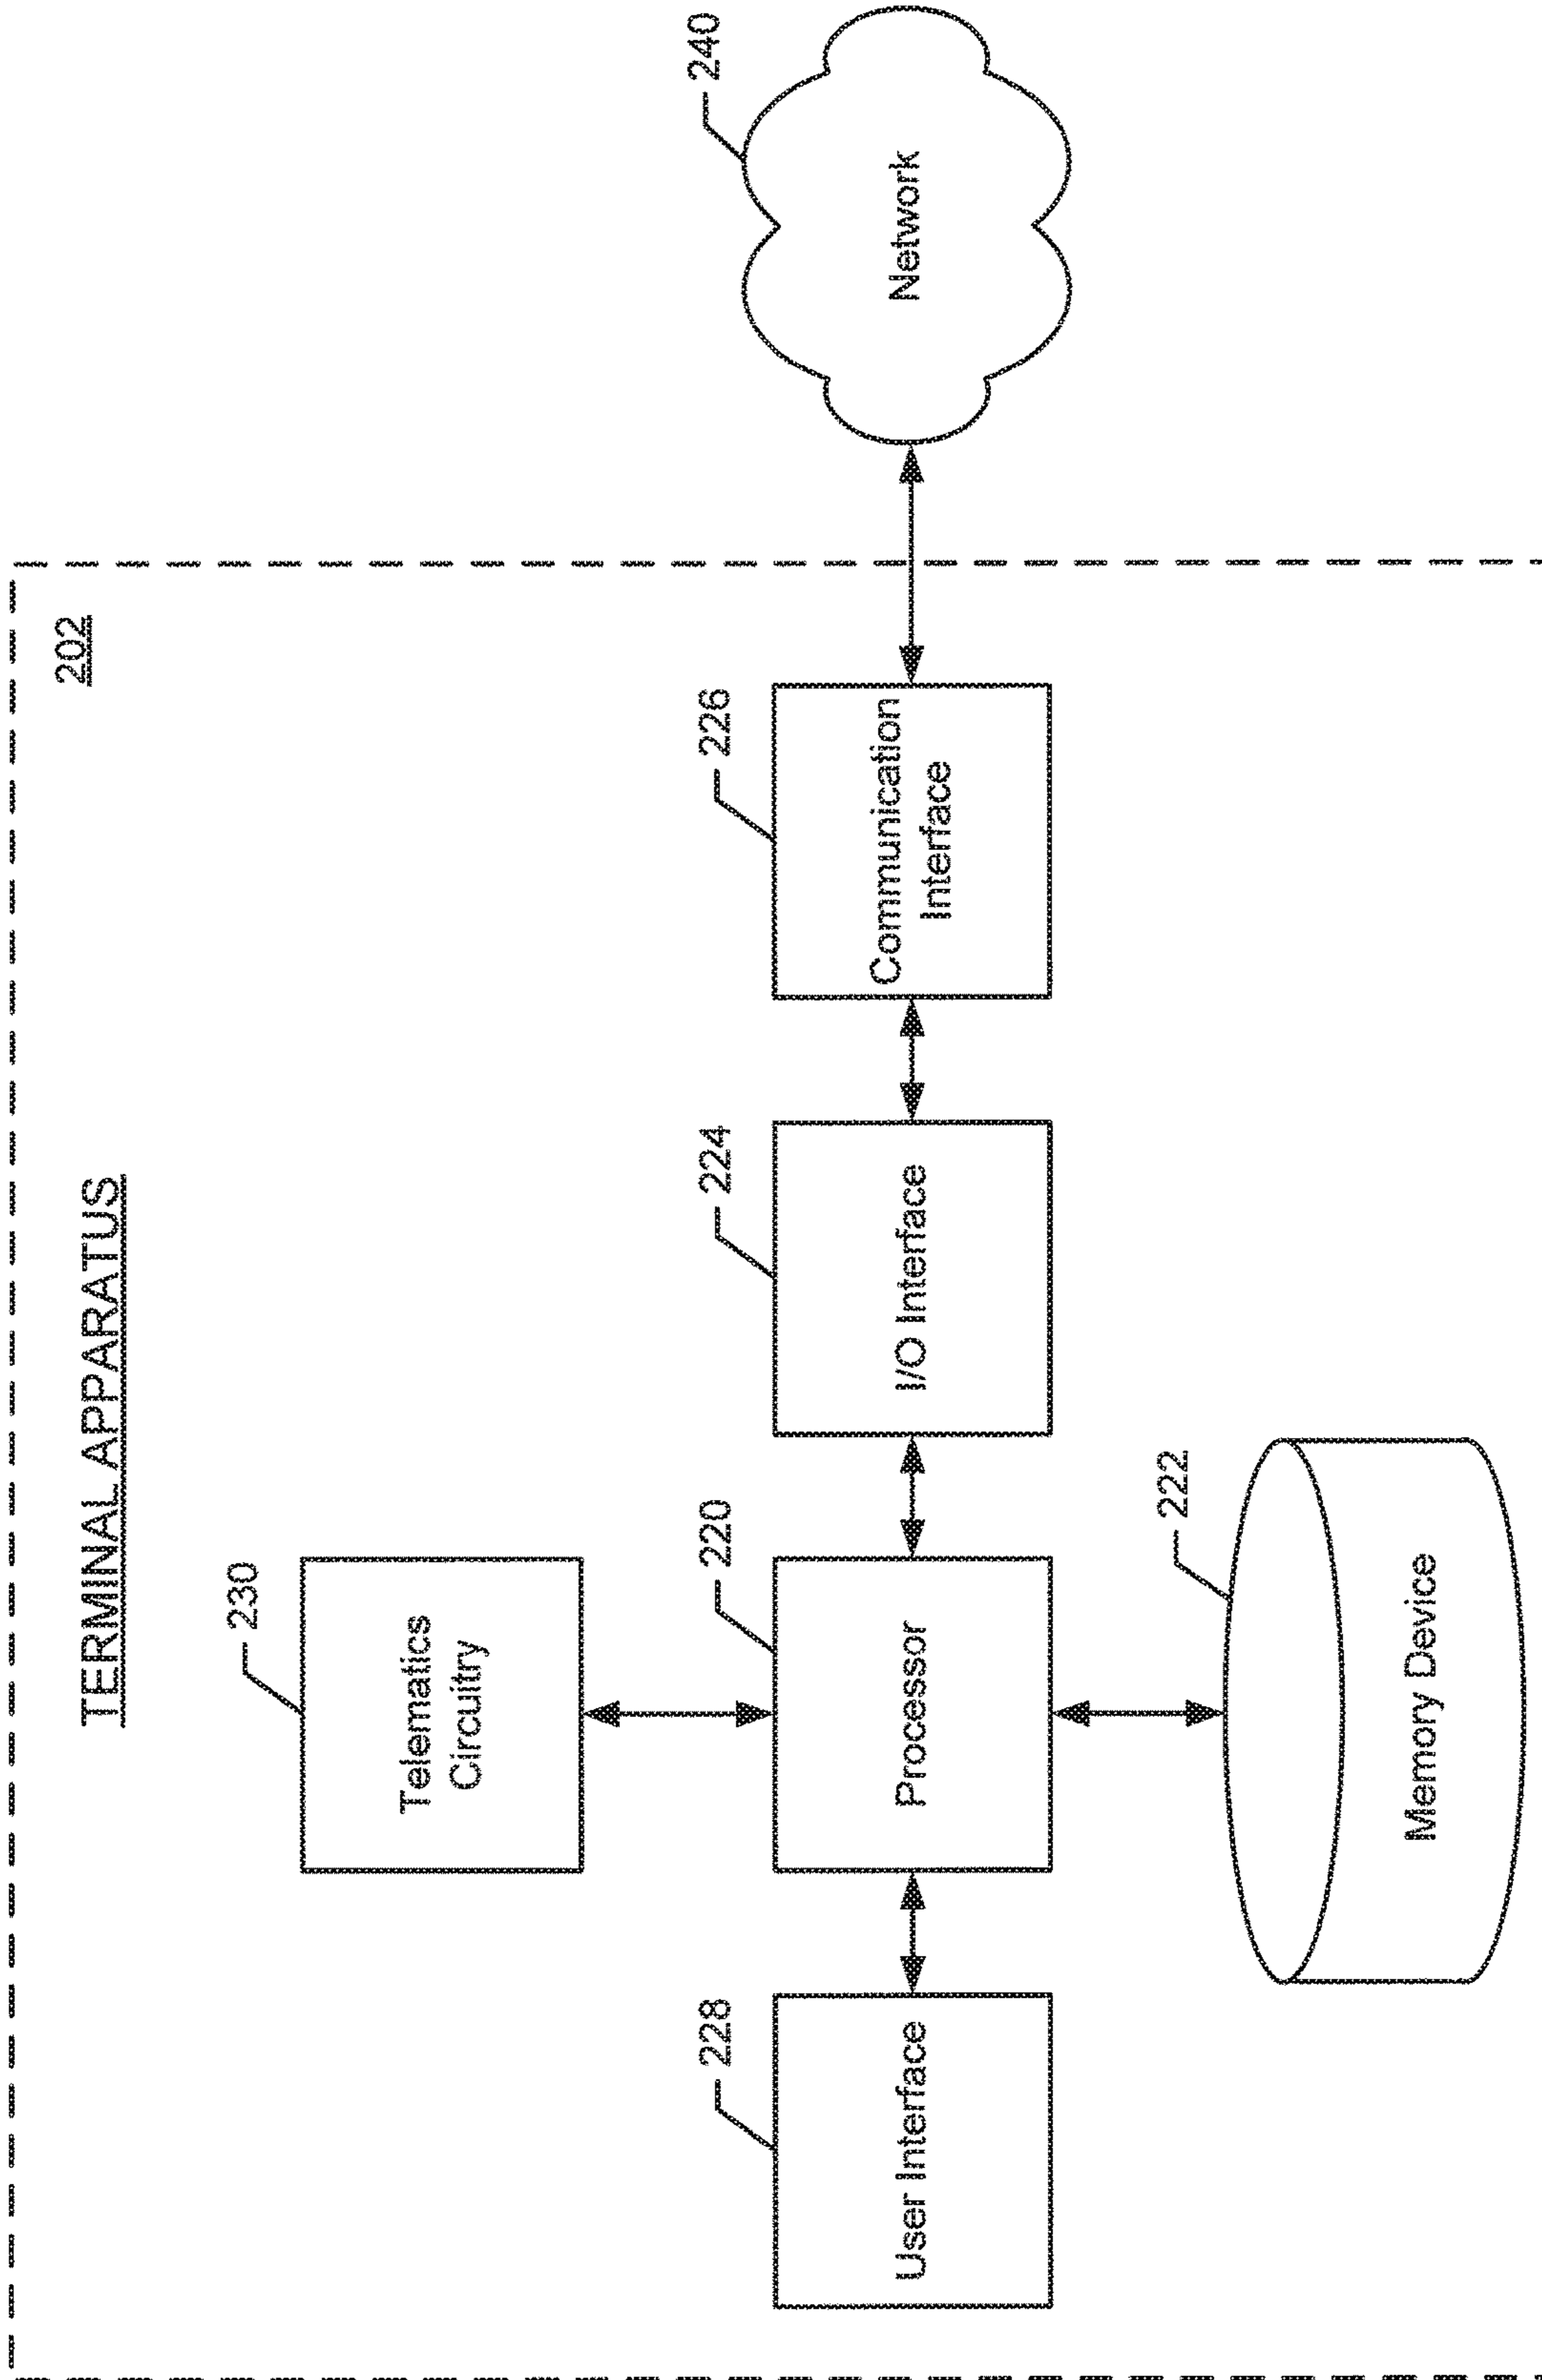 TERMINAL APPARATUS
202
230
Telematics
Circuitry
228
User Interface
220
Processor
224
I/O Interface
226
Communication
Interface
240
Network
222
Memory Device